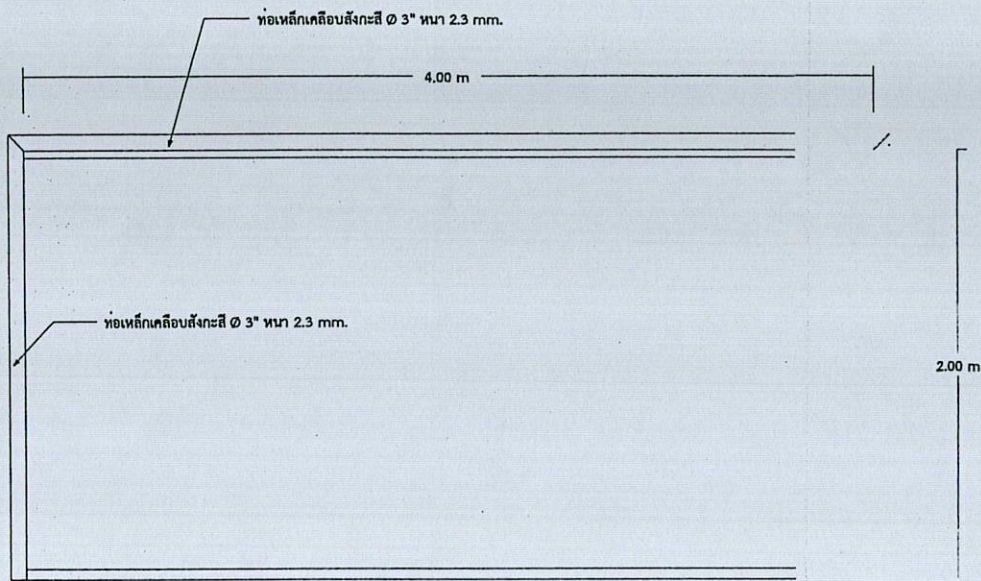 ท่อเหล็กเคลือบสังกะสี Ø 3" หนา 2.3 mm.
4.00 m
ท่อเหล็กเคลือบสังกะสี Ø 3" หนา 2.3 mm.
2.00 m